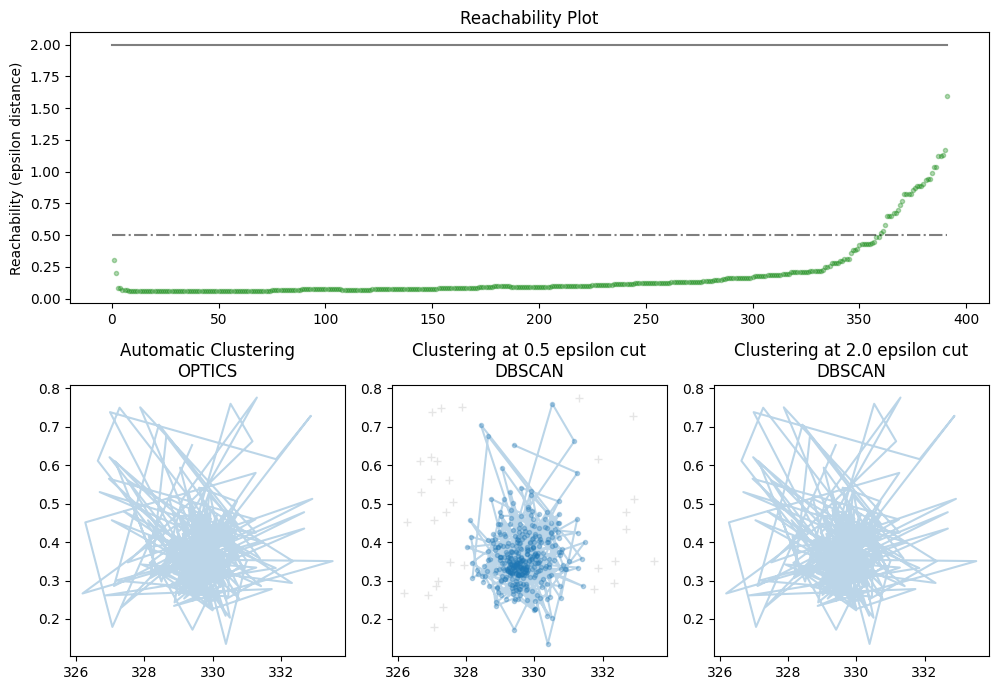 Reachability Plot
Reachability (epsilon distance)
2.00
1.75
1.50
1.25
1.00
0.75
0.50
0.25
0.00
0 50 100 150 200 250 300 350 400
Automatic Clustering
OPTICS
Clustering at 0.5 epsilon cut
DBSCAN
Clustering at 2.0 epsilon cut
DBSCAN
0.8
0.7
0.6
0.5
0.4
0.3
0.2
326 328 330 332
0.8
0.7
0.6
0.5
0.4
0.3
0.2
326 328 330 332
0.8
0.7
0.6
0.5
0.4
0.3
0.2
326 328 330 332